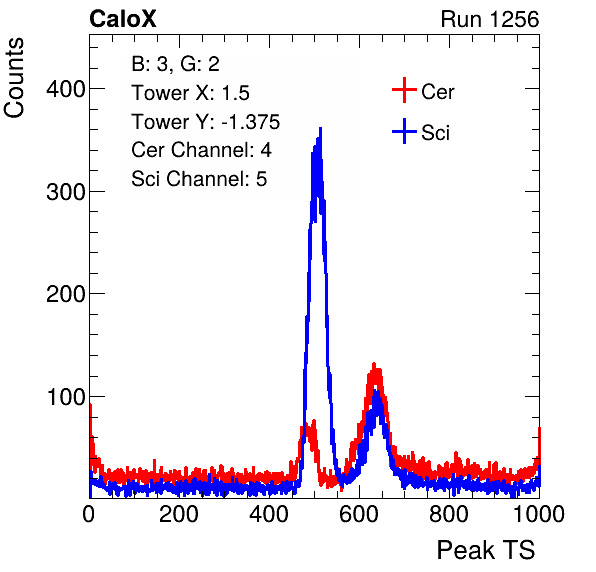 CaloX Run 1256
Counts
B: 3, G: 2
Tower X: 1.5
Tower Y: -1.375
Cer Channel: 4
Sci Channel: 5
Cer
Sci
400
300
200
100
0 200 400 600 800 1000
Peak TS